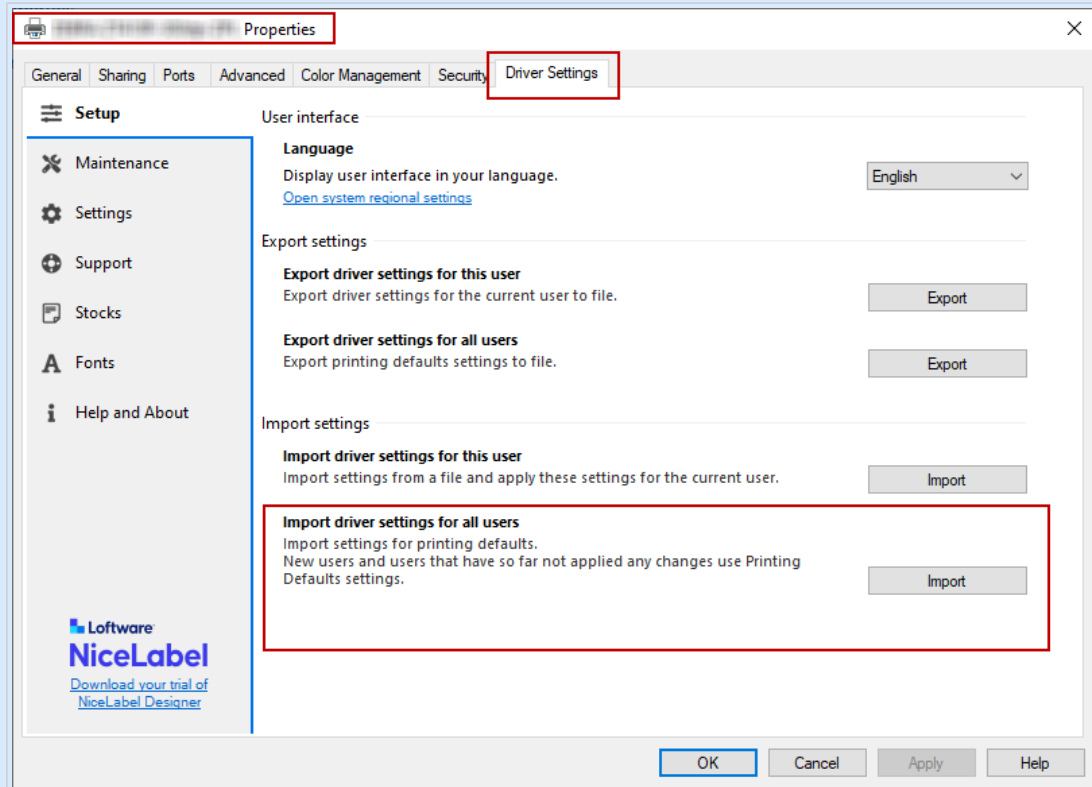 Properties
General Sharing Ports Advanced Color Management Security Driver Settings
Setup
Maintenance
Settings
Support
Stocks
Fonts
Help and About
Loftware
NiceLabel
Download your trial of
NiceLabel Designer
User interface
Language
Display user interface in your language.
English
Open system regional settings
Export settings
Export driver settings for this user
Export driver settings for the current user to file.
Export
Export driver settings for all users
Export printing defaults settings to file.
Export
Import settings
Import driver settings for this user
Import settings from a file and apply these settings for the current user.
Import
Import driver settings for all users
Import settings for printing defaults.
New users and users that have so far not applied any changes use Printing
Defaults settings.
Import
OK Cancel Apply Help